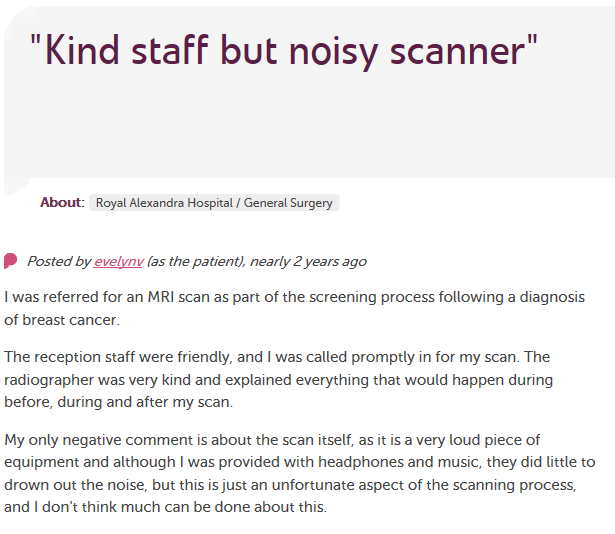 "Kind staff but noisy scanner"
About: Royal Alexandra Hospital / General Surgery
Posted by evelynv (as the patient), nearly 2 years ago
I was referred for an MRI scan as part of the screening process following a diagnosis
of breast cancer.
The reception staff were friendly, and I was called promptly in for my scan. The
radiographer was very kind and explained everything that would happen during
before, during and after my scan.
My only negative comment is about the scan itself, as it is a very loud piece of
equipment and although I was provided with headphones and music, they did little to
drown out the noise, but this is just an unfortunate aspect of the scanning process,
and I don't think much can be done about this.